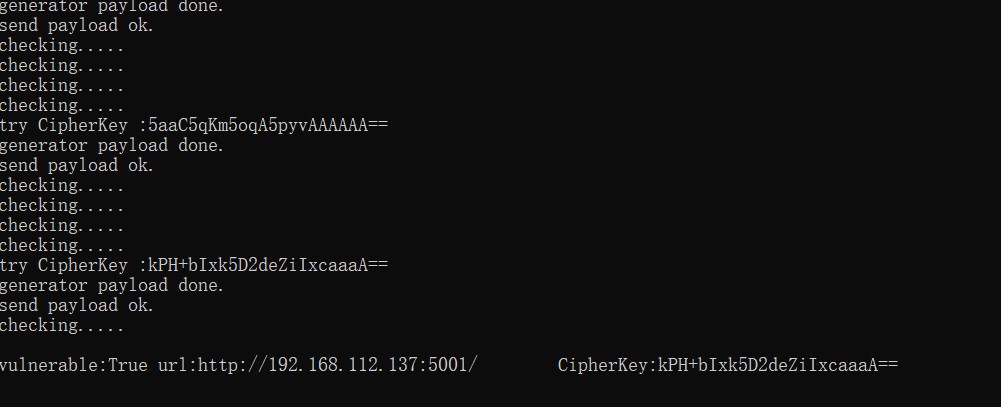 generator payload done.
send payload ok.
checking.....
checking.....
checking.....
checking.....
try CipherKey :5aaC5qKm5oqA5pyvAAAAAA==
generator payload done.
send payload ok.
checking.....
checking.....
checking.....
checking.....
try CipherKey :kPH+bIxk5D2deZiIxcaaaA==
generator payload done.
send payload ok.
checking.....
vulnerable:True url:http://192.168.112.137:5001/ CipherKey:kPH+bIxk5D2deZiIxcaaaA==